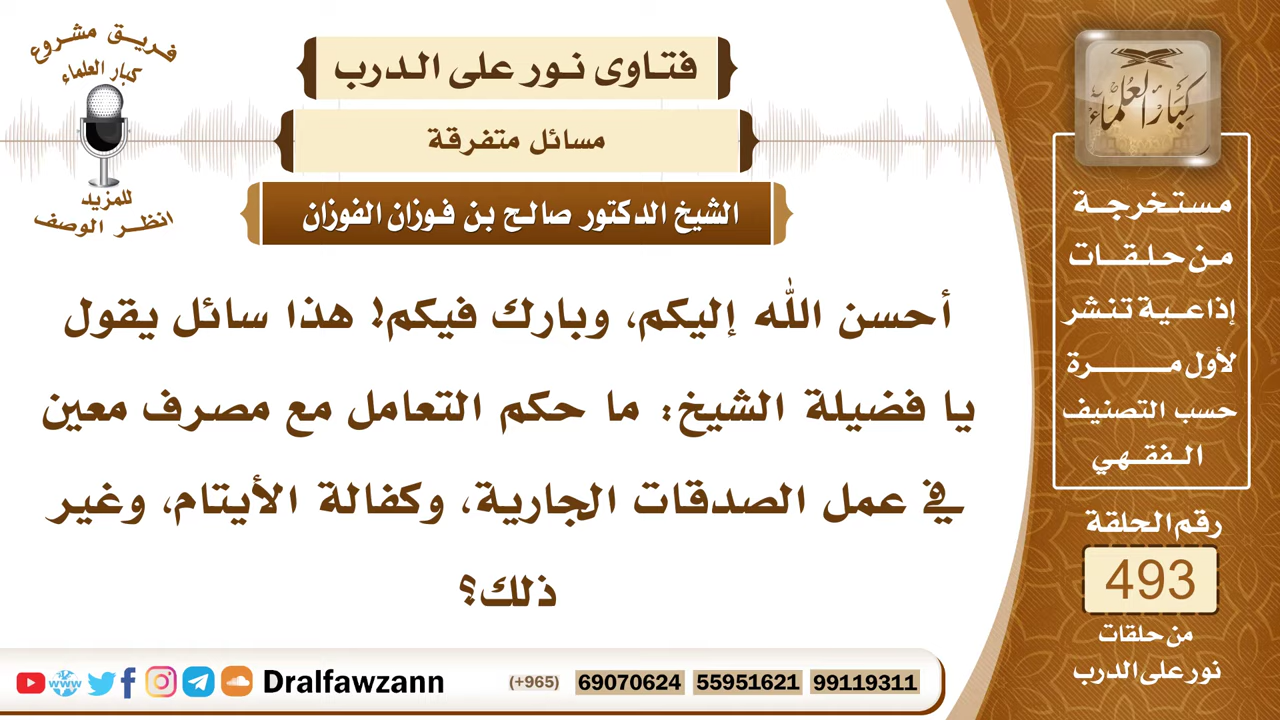 فريق مشروع
كبار العلماء
للمزيد
انظر الوصف
فتاوى نور على الدرب
مسائل متفرقة
الشيخ الدكتور صالح بن فوزان الفوزان
أحسن الله إليكم، وبارك فيكم! هذا سائل يقول
يا فضيلة الشيخ: ما حكم التعامل مع مصرف معين
في عمل الصدقات الجارية، وكفالة الأيتام، وغير
ذلك؟
كبار العلماء
مستخرجة
من حلقات
إذاعية تنشر
لأول مرة
حسب التصنيف
الفقهي
رقم الحلقة
493
من حلقات
نور على الدرب
www
Dralfawzann (+965) 69070624 55951621 99119311